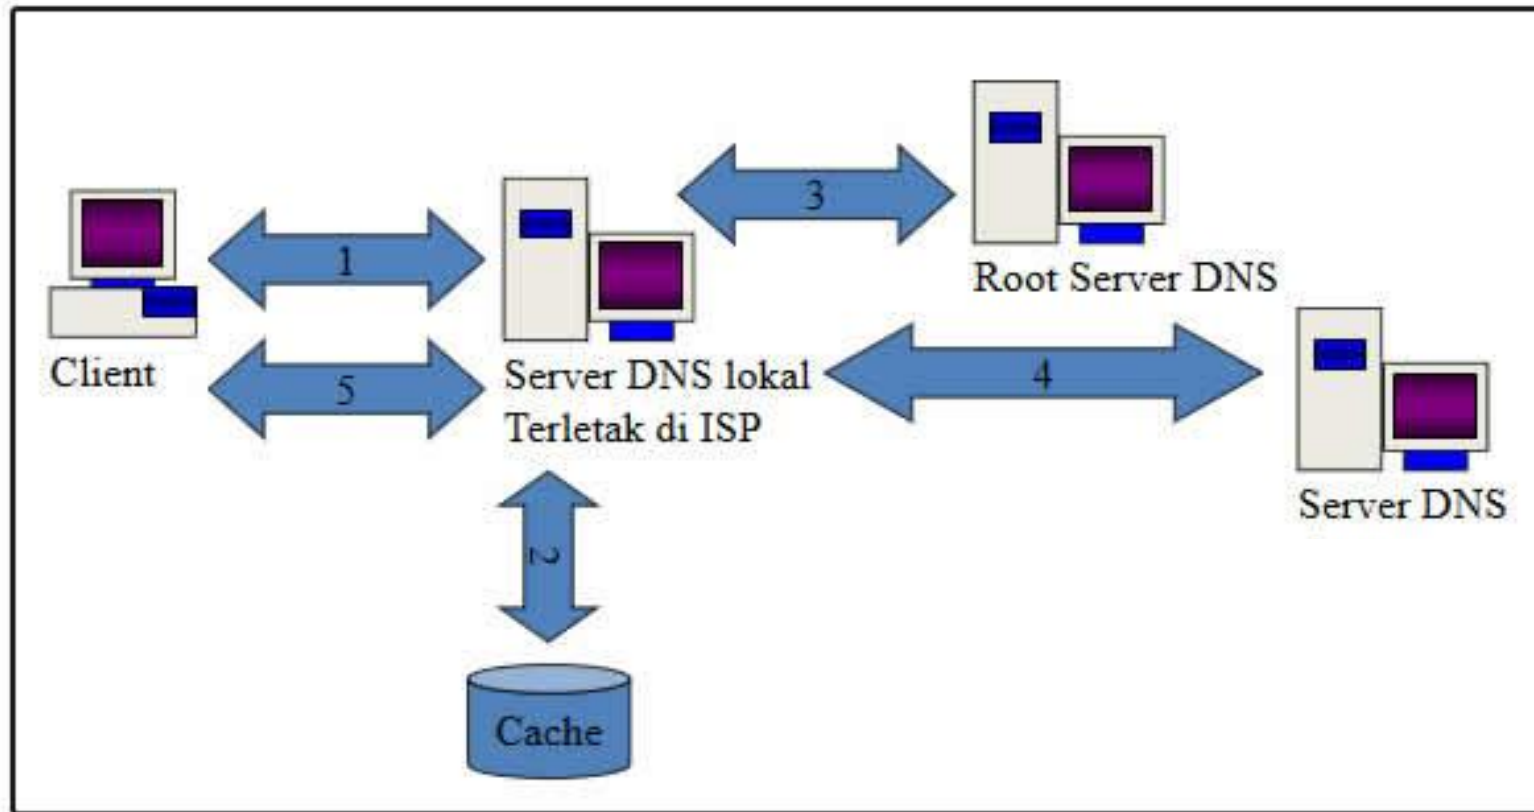 1
3
Root Server DNS
Client
5
Server DNS lokal
Terletak di ISP
4
Server DNS
2
Cache